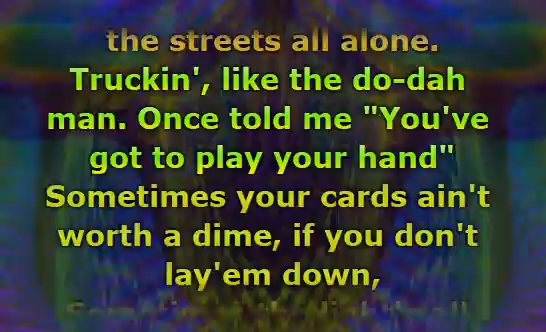 the streets all alone.
Truckin', like the do-dah
man. Once told me "You've
got to play your hand"
Sometimes your cards ain't
worth a dime, if you don't
lay'em down,